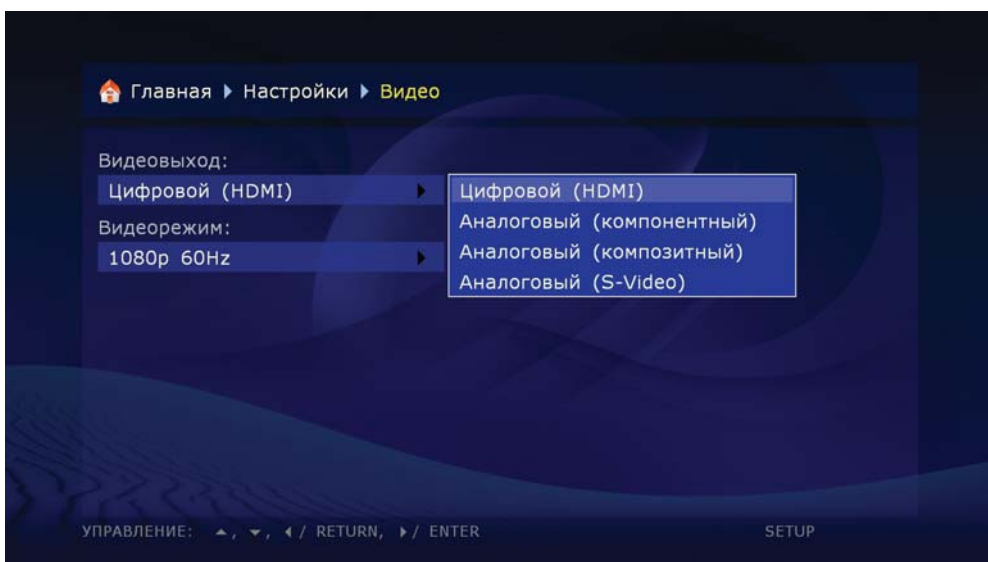 Главная ▶ Настройки ▶ Видео
Видеовыход:
Цифровой (HDMI)
Видеорежим:
1080p 60Hz
Цифровой (HDMI)
Аналоговый (компонентный)
Аналоговый (композитный)
Аналоговый (S-Video)
УПРАВЛЕНИЕ: ▲, ▼, ◀ / RETURN, ▶ / ENTER SETUP